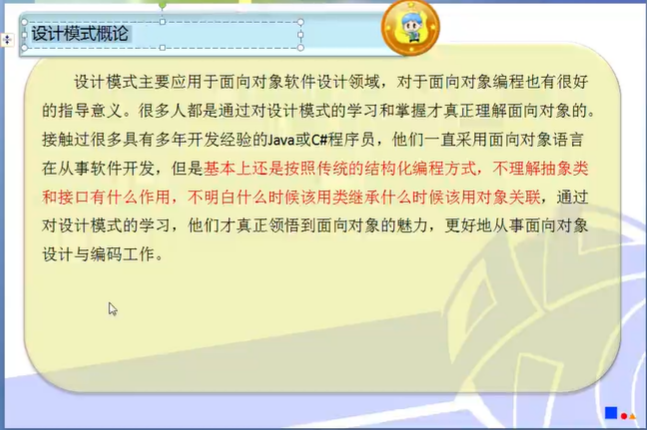 设计模式概论
设计模式主要应用于面向对象软件设计领域，对于面向对象编程也有很好
的指导意义。很多人都是通过对设计模式的学习和掌握才真正理解面向对象的。
接触过很多具有多年开发经验的Java或C#程序员，他们一直采用面向对象语言
在从事软件开发，但是基本上还是按照传统的结构化编程方式，不理解抽象类
和接口有什么作用，不明白什么时候该用类继承什么时候该用对象关联，通过
对设计模式的学习，他们才真正领悟到面向对象的魅力，更好地从事面向对象
设计与编码工作。